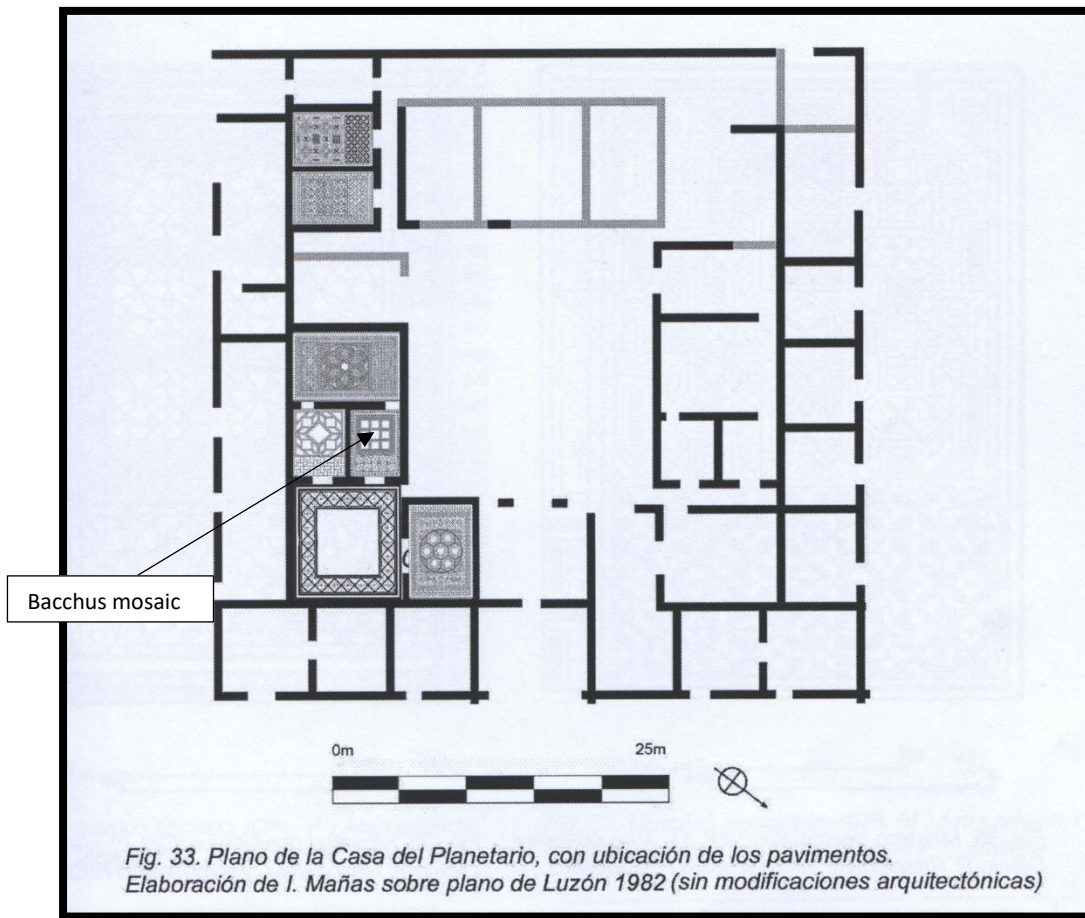 Bacchus mosaic
0m 25m
Fig. 33. Plano de la Casa del Planetario, con ubicación de los pavimentos.
Elaboración de I. Mañas sobre plano de Luzón 1982 (sin modificaciones arquitectónicas)